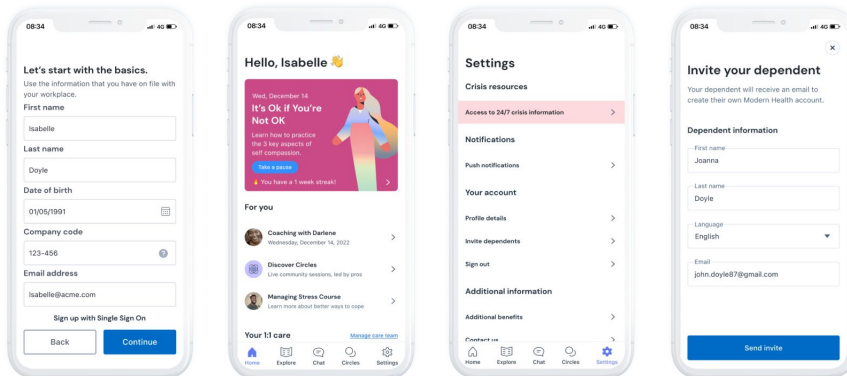 08:34
4G
Let's start with the basics.
Use the information that you have on file with
your workplace.
First name
Isabelle
Last name
Doyle
Date of birth
01/05/1991
Company code
123-456
?
Email address
Isabelle@acme.com
Sign up with Single Sign On
Back
Continue
08:34
4G
Hello, Isabelle 👋
Wed, December 14
It's Ok if You're
Not OK
Learn how to practice
the 3 key aspects of
self compassion.
Take a pause
🔥 You have a 1 week streak!
For you
Coaching with Darlene
Wednesday, December 14, 2022
Discover Circles
Live community sessions, led by pros
Managing Stress Course
Learn more about better ways to cope
Your 1:1 care
Manage care team
Home Explore Chat Circles Settings
08:34
4G
Settings
Crisis resources
Access to 24/7 crisis information
Notifications
Push notifications
Your account
Profile details
Invite dependents
Sign out
Additional information
Additional benefits
Contact us
Home Explore Chat Circles Settings
08:34
4G
Invite your dependent
Your dependent will receive an email to
create their own Modern Health account.
Dependent information
First name
Joanna
Last name
Doyle
Language
English
Email
john.doyle87@gmail.com
Send invite